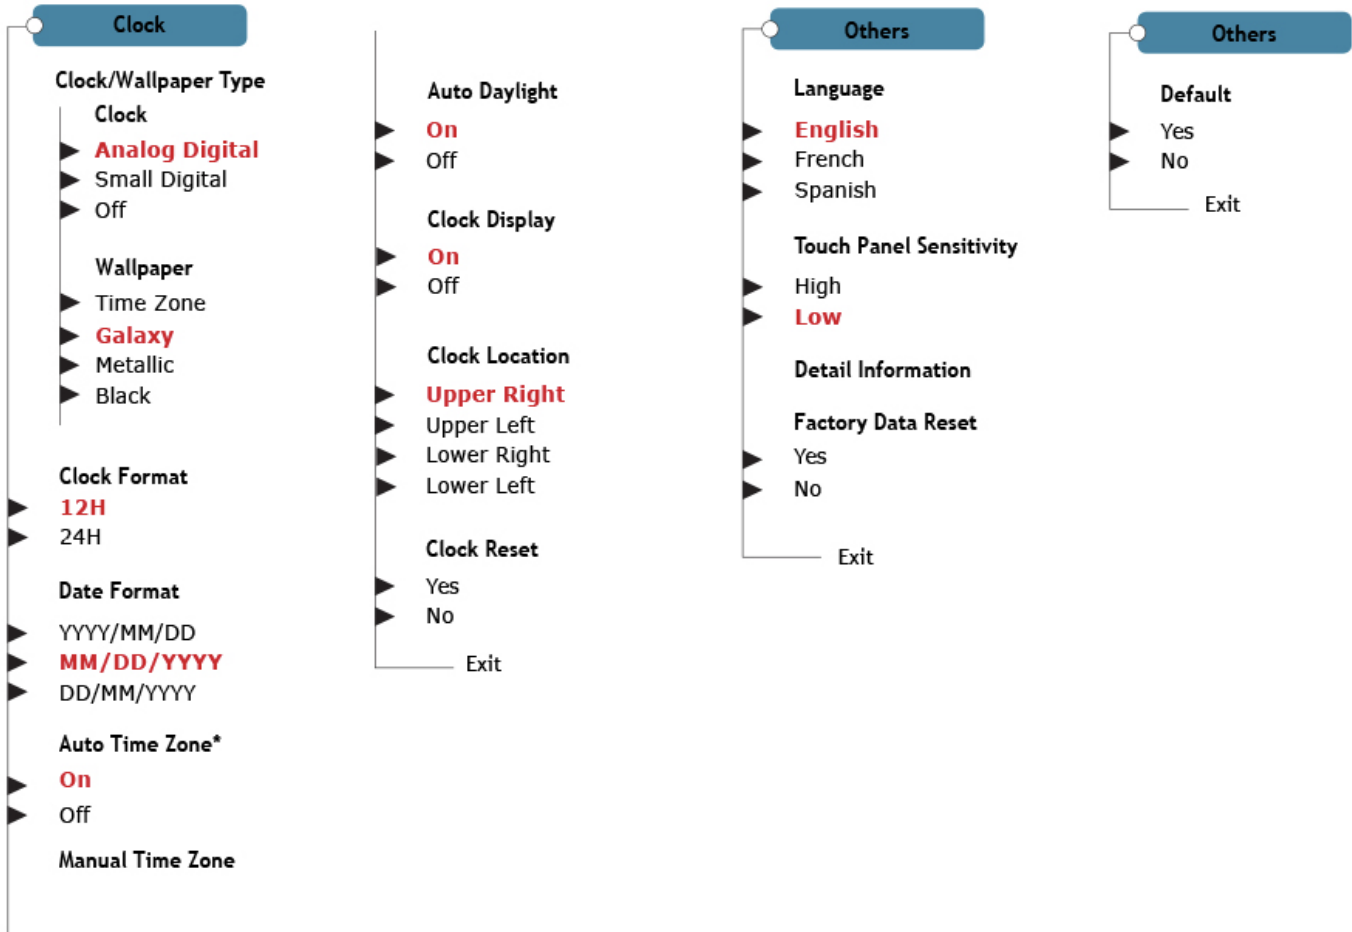 Clock
Clock/Wallpaper Type
Clock
Analog Digital
Small Digital
Off
Wallpaper
Time Zone
Galaxy
Metallic
Black
Clock Format
12H
24H
Date Format
YYYY/MM/DD
MM/DD/YYYY
DD/MM/YYYY
Auto Time Zone*
On
Off
Manual Time Zone
Auto Daylight
On
Off
Clock Display
On
Off
Clock Location
Upper Right
Upper Left
Lower Right
Lower Left
Clock Reset
Yes
No
Exit
Others
Language
English
French
Spanish
Touch Panel Sensitivity
High
Low
Detail Information
Factory Data Reset
Yes
No
Exit
Others
Default
Yes
No
Exit